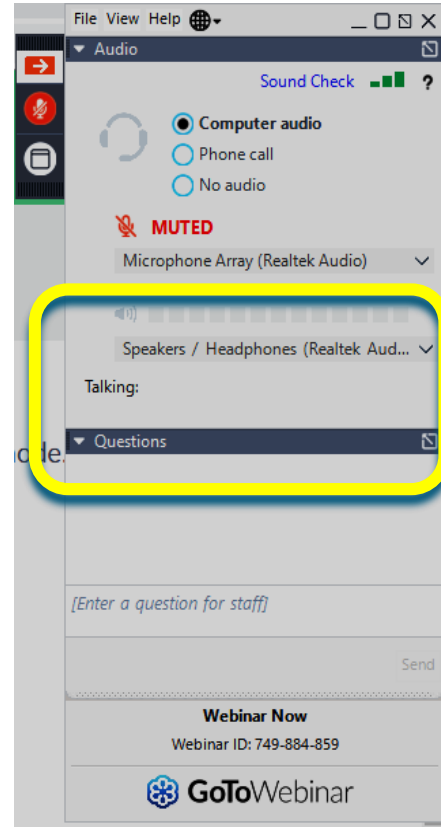 File View Help
Audio
Sound Check ?
Computer audio
Phone call
No audio
MUTED
Microphone Array (Realtek Audio)
Speakers / Headphones (Realtek Aud...
Talking:
ode.
Questions
[Enter a question for staff]
Send
Webinar Now
Webinar ID: 749-884-859
GoToWebinar